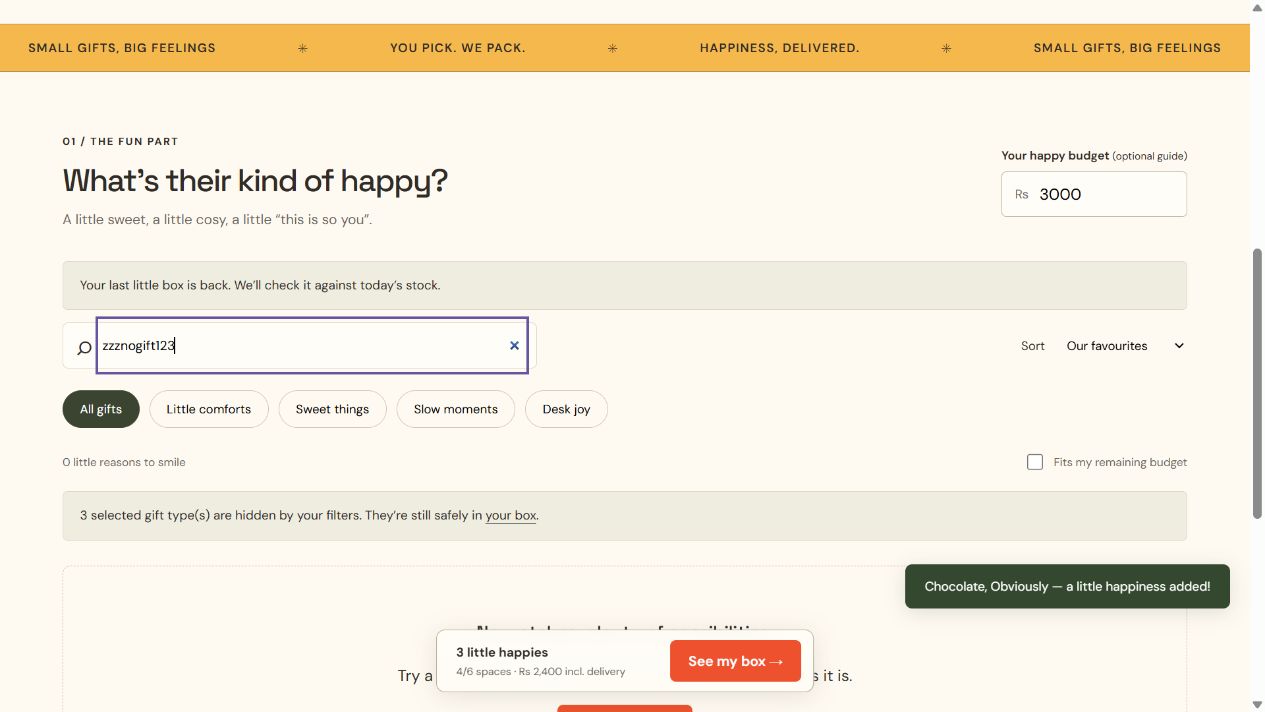 SMALL GIFTS, BIG FEELINGS ✳ YOU PICK. WE PACK. ✳ HAPPINESS, DELIVERED. ✳ SMALL GIFTS, BIG FEELINGS
01 / THE FUN PART
What's their kind of happy?
A little sweet, a little cosy, a little “this is so you”.
Your happy budget (optional guide)
Rs 3000
Your last little box is back. We’ll check it against today’s stock.
zzznogift123
Sort Our favourites
All gifts Little comforts Sweet things Slow moments Desk joy
0 little reasons to smile
Fits my remaining budget
3 selected gift type(s) are hidden by your filters. They’re still safely in your box.
Chocolate, Obviously — a little happiness added!
3 little happies
4/6 spaces · Rs 2,400 incl. delivery
See my box →
Try a
it is.